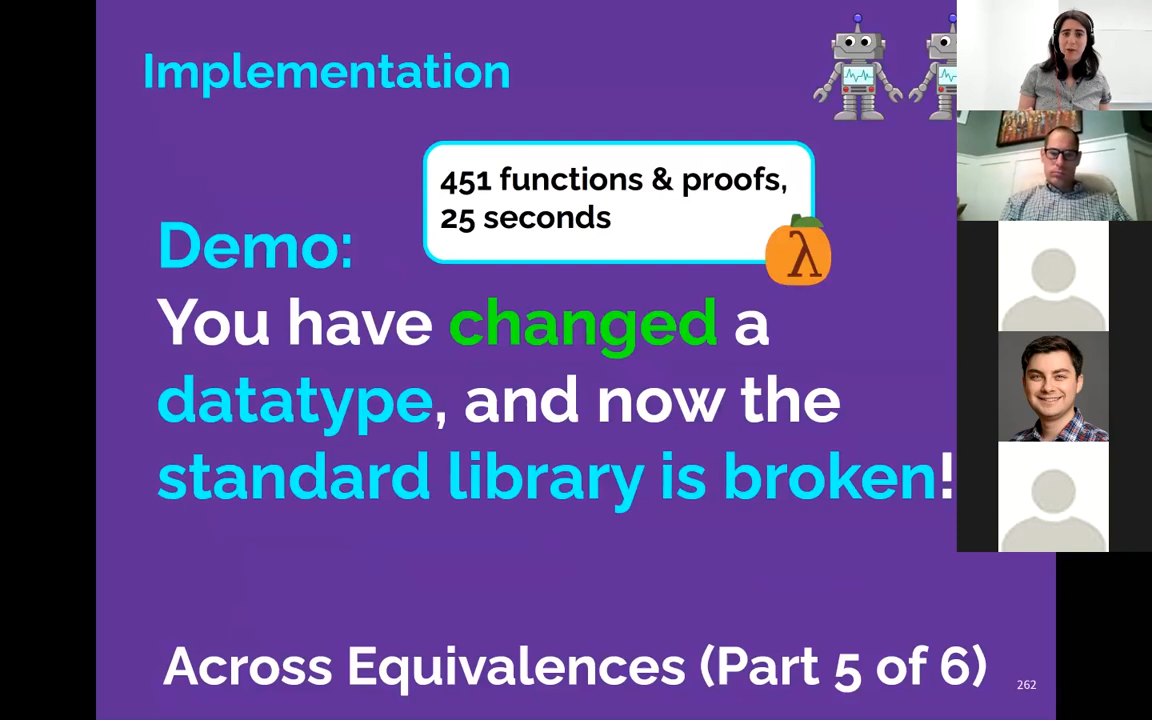 Implementation
451 functions & proofs,
25 seconds
λ
Demo:
You have changed a
datatype, and now the
standard library is broken!
Across Equivalences (Part 5 of 6)
262